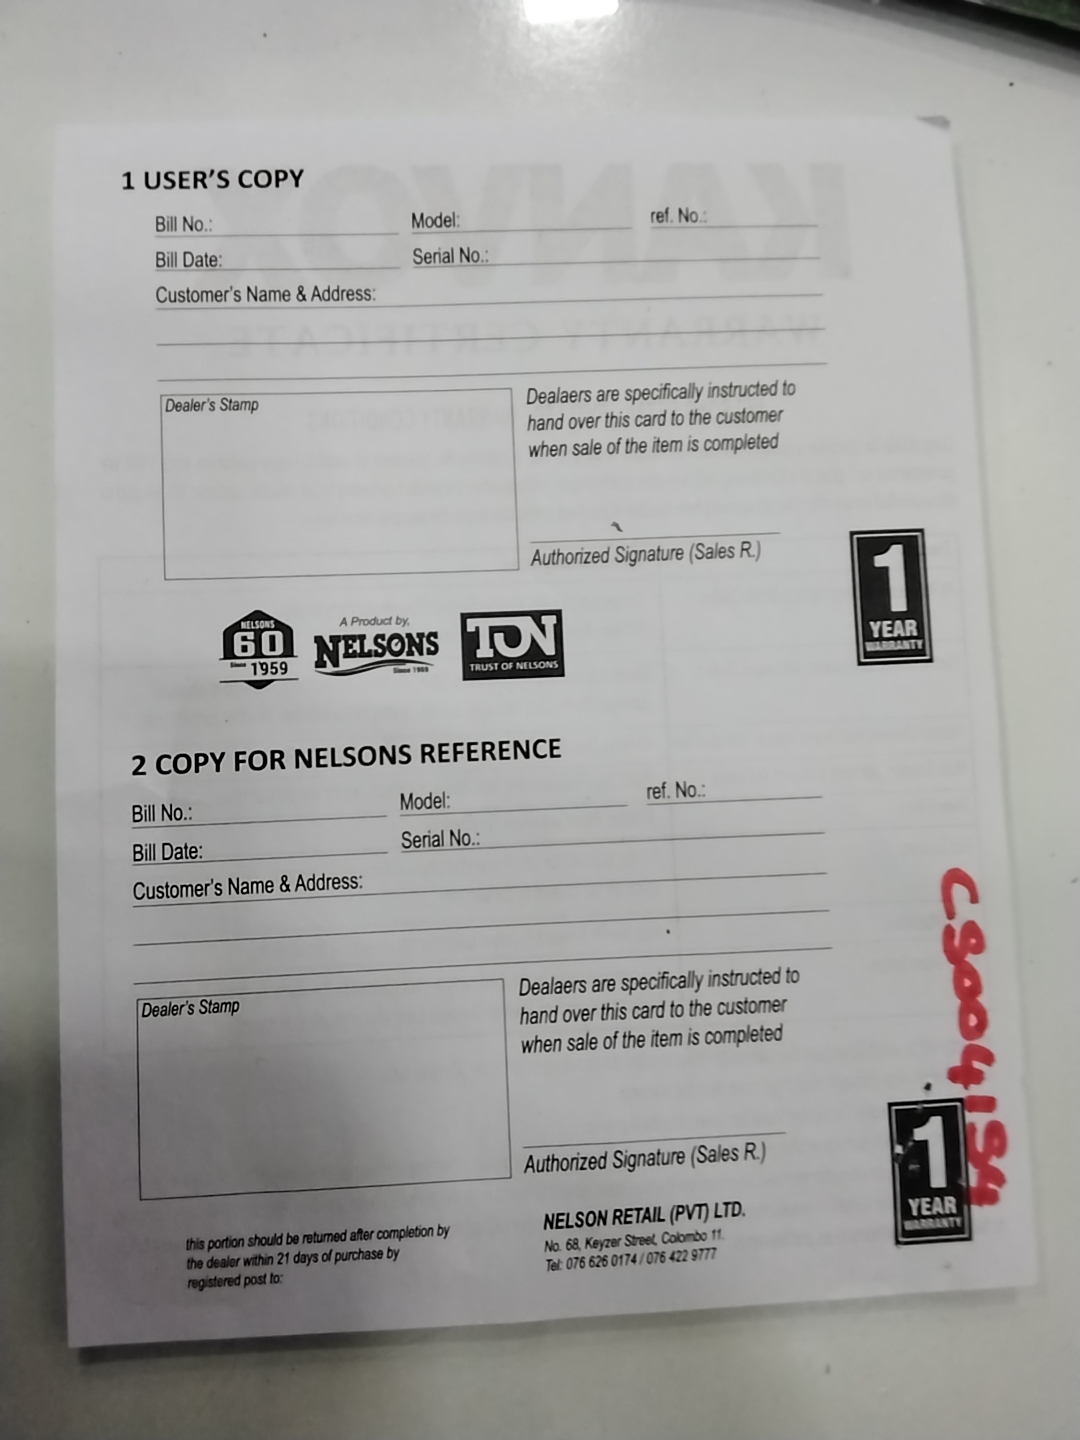 1 USER'S COPY
Bill No.: Model: ref. No.:
Bill Date: Serial No.:
Customer's Name & Address:
Dealer's Stamp
Dealaers are specifically instructed to
hand over this card to the customer
when sale of the item is completed
Authorized Signature (Sales R.)
1
YEAR
WARRANTY
NELSONS
60
Since 1959
A Product by,
NELSONS
Since 1959
TON
TRUST OF NELSONS
2 COPY FOR NELSONS REFERENCE
Bill No.: Model: ref. No.:
Bill Date: Serial No.:
Customer's Name & Address:
Dealer's Stamp
Dealaers are specifically instructed to
hand over this card to the customer
when sale of the item is completed
Authorized Signature (Sales R.)
1
YEAR
WARRANTY
this portion should be returned after completion by
the dealer within 21 days of purchase by
registered post to:
NELSON RETAIL (PVT) LTD.
No. 68, Keyzer Street, Colombo 11.
Tel: 076 626 0174 / 076 422 9777
KANVOX
WARRANTY CERTIFICATE